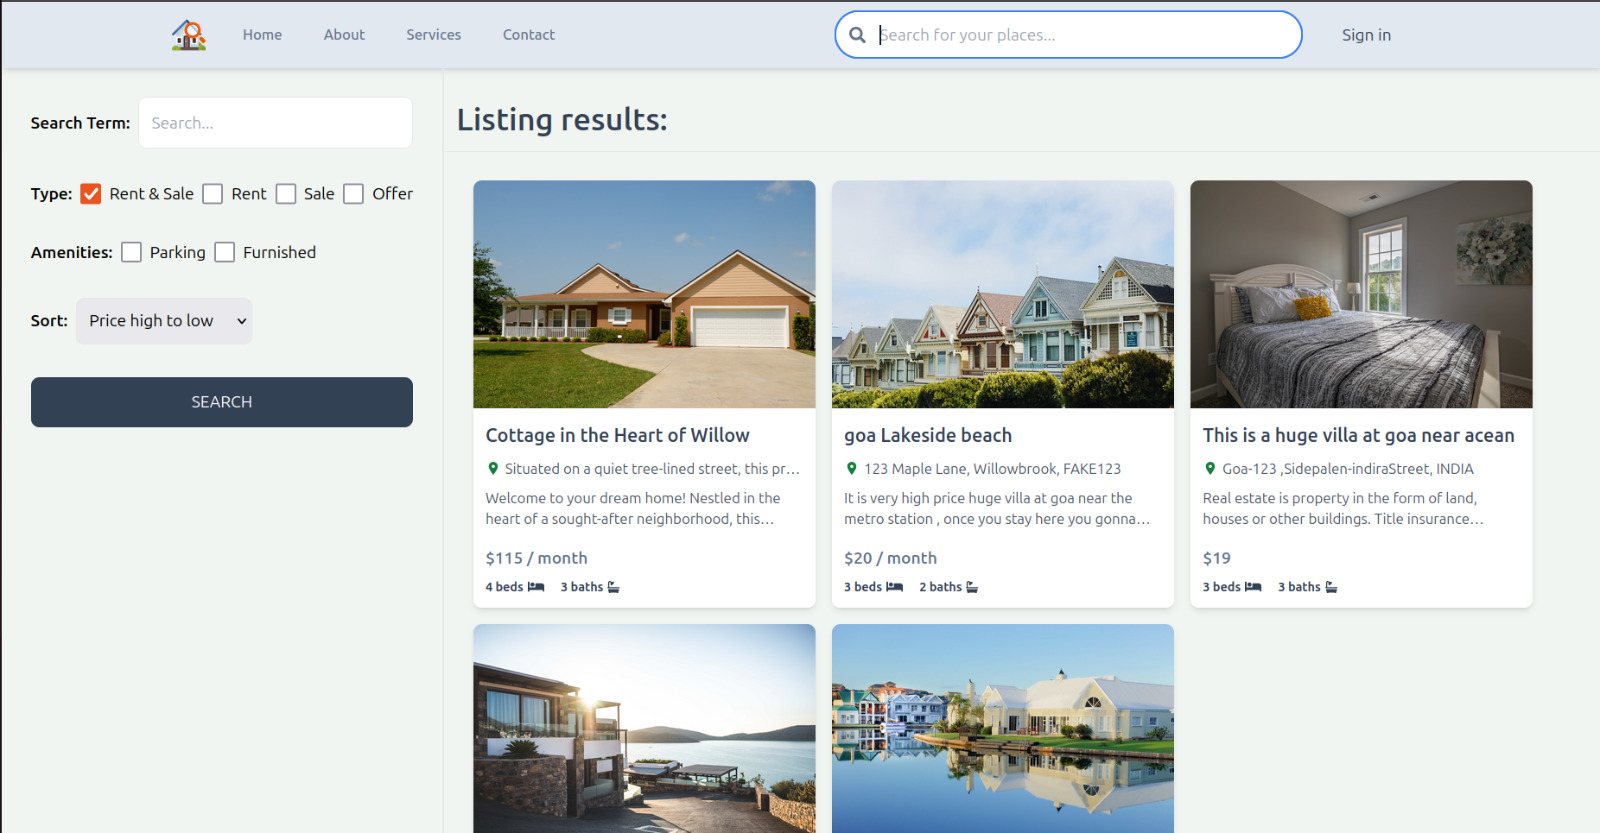 Home
About
Services
Contact
Search for your places...
Sign in
Search Term:
Search...
Type:
Rent & Sale
Rent
Sale
Offer
Amenities:
Parking
Furnished
Sort:
Price high to low
SEARCH
Listing results:
Cottage in the Heart of Willow
Situated on a quiet tree-lined street, this pr...
Welcome to your dream home! Nestled in the
heart of a sought-after neighborhood, this...
$115 / month
4 beds
3 baths
goa Lakeside beach
123 Maple Lane, Willowbrook, FAKE123
It is very high price huge villa at goa near the
metro station , once you stay here you gonna...
$20 / month
3 beds
2 baths
This is a huge villa at goa near acean
Goa-123 ,Sidepalen-indiraStreet, INDIA
Real estate is property in the form of land,
houses or other buildings. Title insurance...
$19
3 beds
3 baths